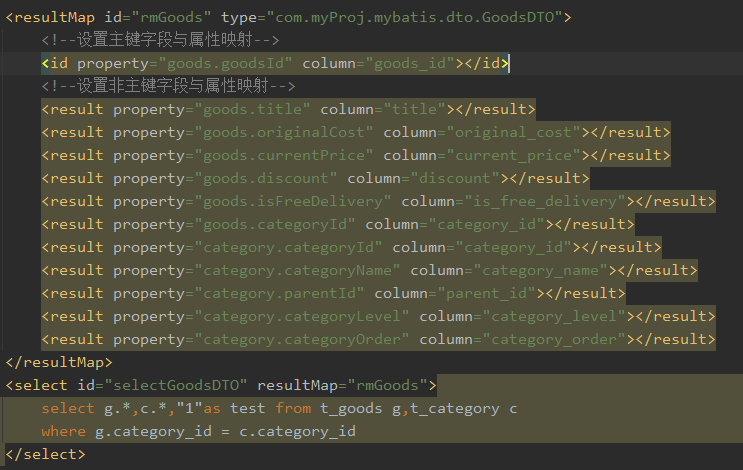 <resultMap id="rmGoods" type="com.myProj.mybatis.dto.GoodsDTO">
<!--设置主键字段与属性映射-->
<id property="goods.goodsId" column="goods_id"></id>
<!--设置非主键字段与属性映射-->
<result property="goods.title" column="title"></result>
<result property="goods.originalCost" column="original_cost"></result>
<result property="goods.currentPrice" column="current_price"></result>
<result property="goods.discount" column="discount"></result>
<result property="goods.isFreeDelivery" column="is_free_delivery"></result>
<result property="goods.categoryId" column="category_id"></result>
<result property="category.categoryId" column="category_id"></result>
<result property="category.categoryName" column="category_name"></result>
<result property="category.parentId" column="parent_id"></result>
<result property="category.categoryLevel" column="category_level"></result>
<result property="category.categoryOrder" column="category_order"></result>
</resultMap>
<select id="selectGoodsDTO" resultMap="rmGoods">
select g.*,c.*,"1"as test from t_goods g,t_category c
where g.category_id = c.category_id
</select>